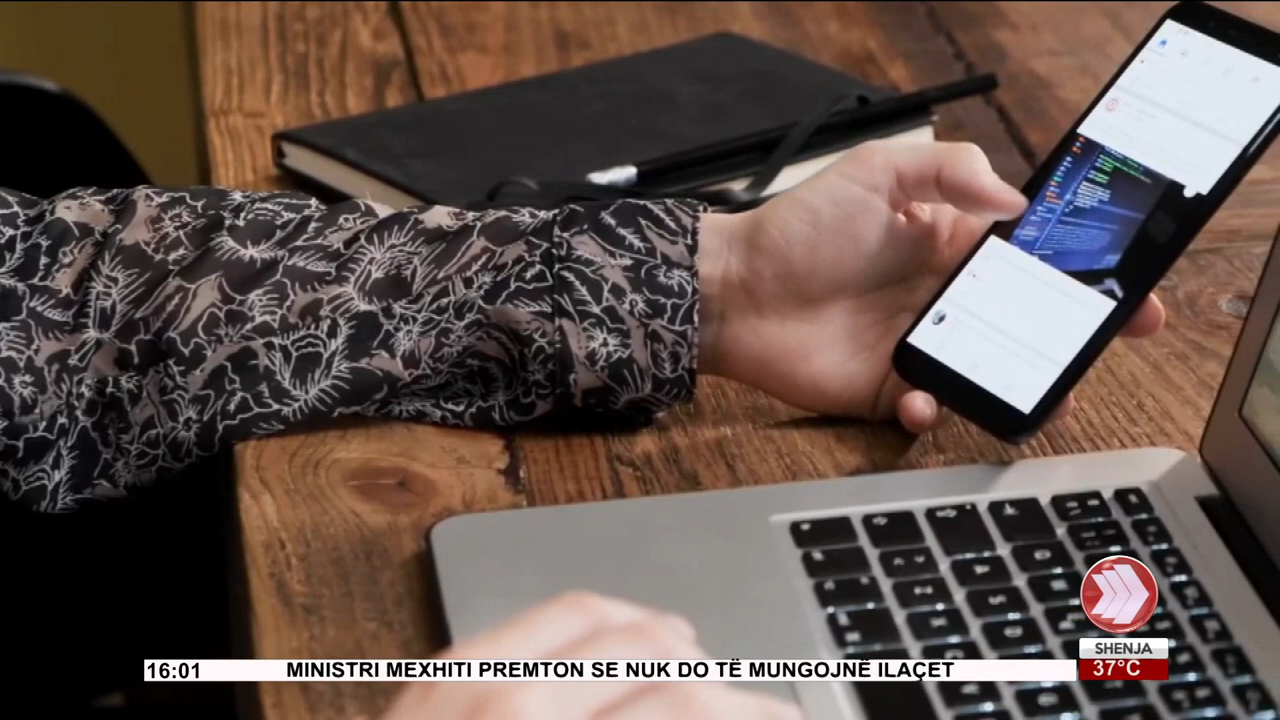 16:01 MINISTRI MEXHITI PREMTON SE NUK DO TË MUNGOJNË ILAÇET
SHENJA
37°C